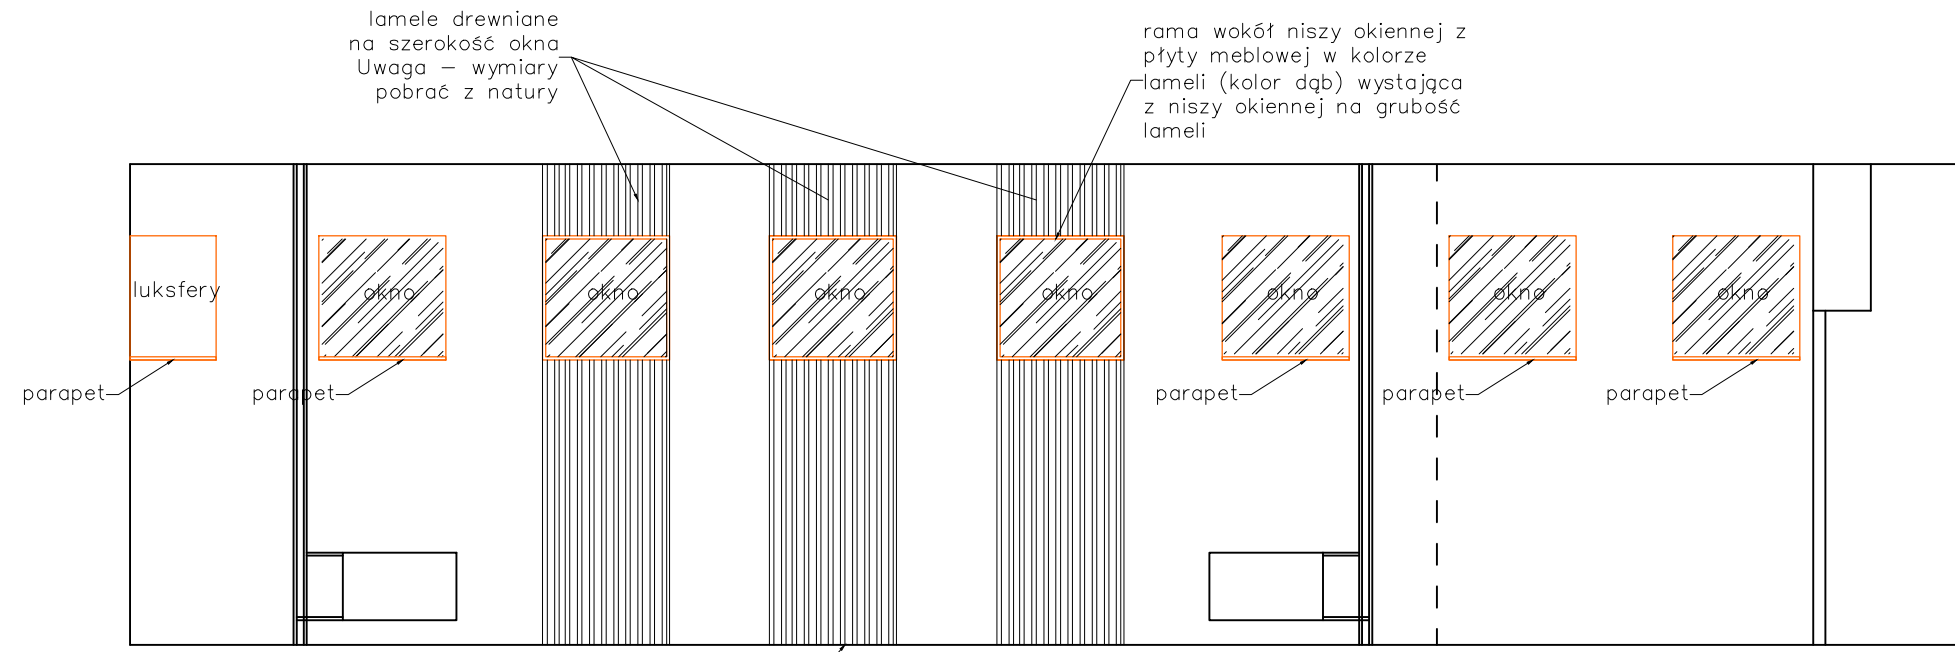 lamele drewniane
na szerokość okna
Uwaga – wymiary
pobrać z natury
rama wokół niszy okiennej z
płyty meblowej w kolorze
lameli (kolor dąb) wystająca
z niszy okiennej na grubość
lameli
luksfery
okno
okno
okno
okno
okno
okno
okno
parapet
parapet
parapet
parapet
parapet